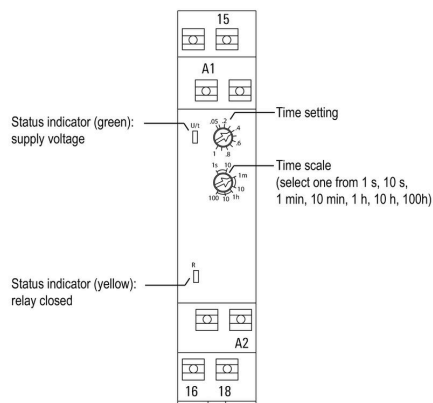 15
A1
Status indicator (green):
supply voltage
U/t
.05 .2
.4
.6
1 .8
Time setting
1s 10
1m
10
100 10 1h
Time scale
(select one from 1 s, 10 s,
1 min, 10 min, 1 h, 10 h, 100h)
Status indicator (yellow):
relay closed
R
A2
16 18